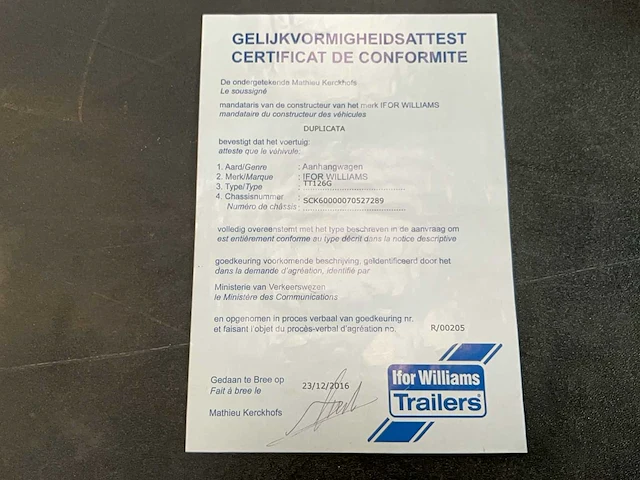 GELIJKVORMIGHEIDSATTEST
CERTIFICAT DE CONFORMITE
De ondergetekende Mathieu Kerckhofs
Le soussigné
mandataris van de constructeur van het merk IFOR WILLIAMS
mandataire du constructeur des véhicules
DUPLICATA
bevestigt dat het voertuig:
atteste que le véhivule:
1. Aard/Genre : Aanhangwagen
2. Merk/Marque : IFOR WILLIAMS
3. Type/Type : TT126G
4. Chassisnummer : SCK60000070527289
Numéro de châssis :
volledig overeenstemt met het type beschreven in de aanvraag om
est entiérement conforme au type décrit dans la notice descriptive
goedkeuring voorkomende beschrijving, geïdentificeerd door het
dans la demande d'agréation, identifié par
Ministerie van Verkeerswezen
le Ministére des Communications
en opgenomen in proces verbaal van goedkeuring nr.
et faisant l'objet du procès-verbal d'agréation no. R/00205
Gedaan te Bree op 23/12/2016
Fait à bree le
Mathieu Kerckhofs
Ifor Williams
Trailers